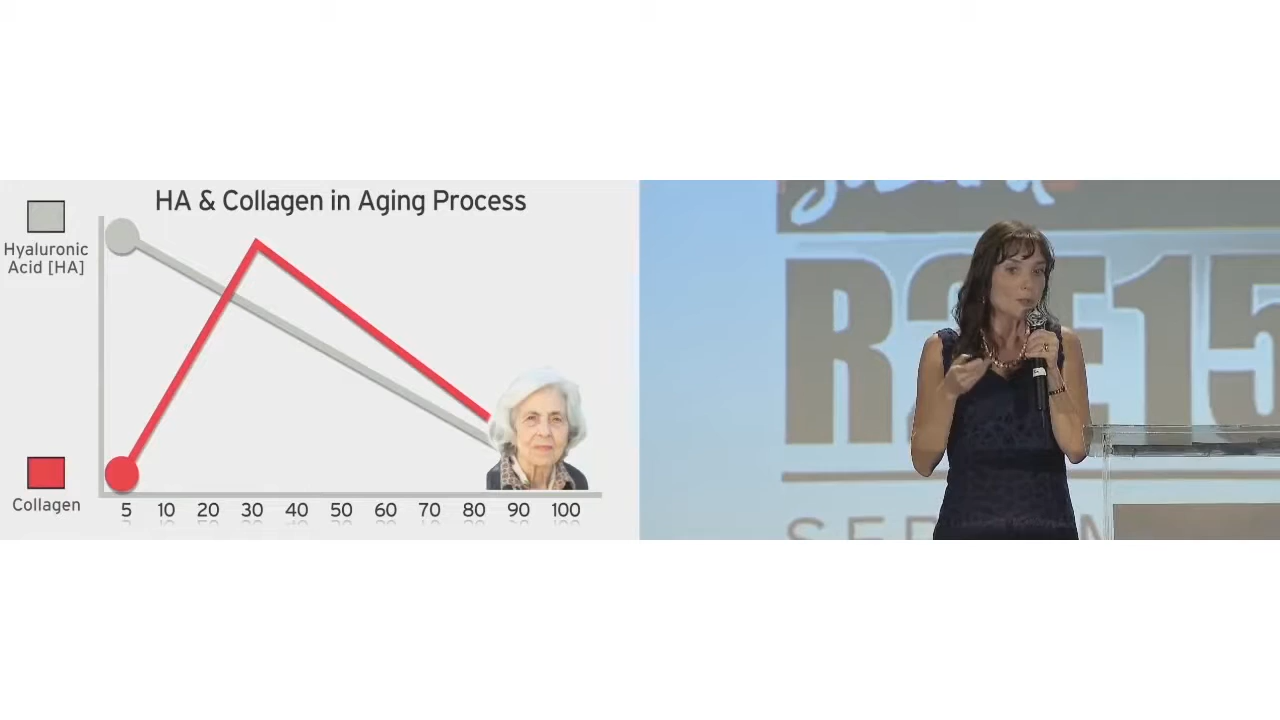 HA & Collagen in Aging Process
Hyaluronic
Acid [HA]
Collagen
5 10 20 30 40 50 60 70 80 90 100
R2E15